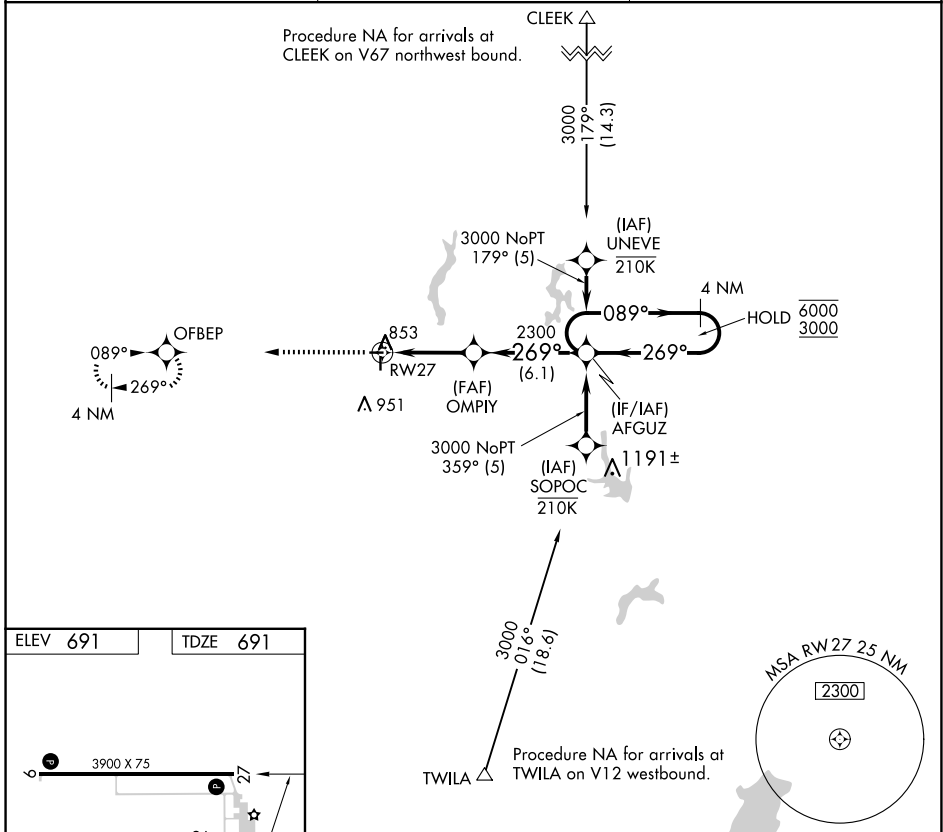 CLEEK
Procedure NA for arrivals at
CLEEK on V67 northwest bound.
3000
179°
(14.3)
(IAF)
UNEVE
210K
3000 NoPT
179° (5)
4 NM
089°
HOLD 6000
3000
OFBEP
089°
269°
4 NM
853
RW27
951
2300
269°
(6.1)
269°
(FAF)
OMPIY
(IF/IAF)
AFGUZ
3000 NoPT
359° (5)
(IAF)
SOPOC
210K
1191±
3000
016°
(18.6)
ELEV 691
TDZE 691
MSA RW27 25 NM
2300
9
P
3900 X 75
27
P
TWILA
Procedure NA for arrivals at
TWILA on V12 westbound.